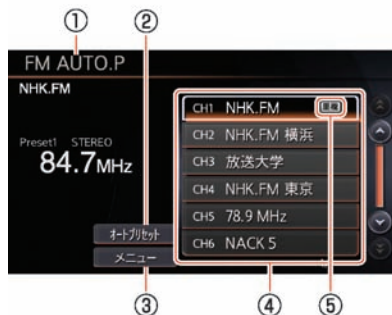 ① ②
FM AUTO.P
NHK.FM
Preset1 STEREO
84.7MHz
オートプリセット
メニュー
CH1 NHK.FM
CH2 NHK.FM 横浜
CH3 放送大学
CH4 NHK.FM 東京
CH5 78.9 MHz
CH6 NACK 5
③ ④ ⑤